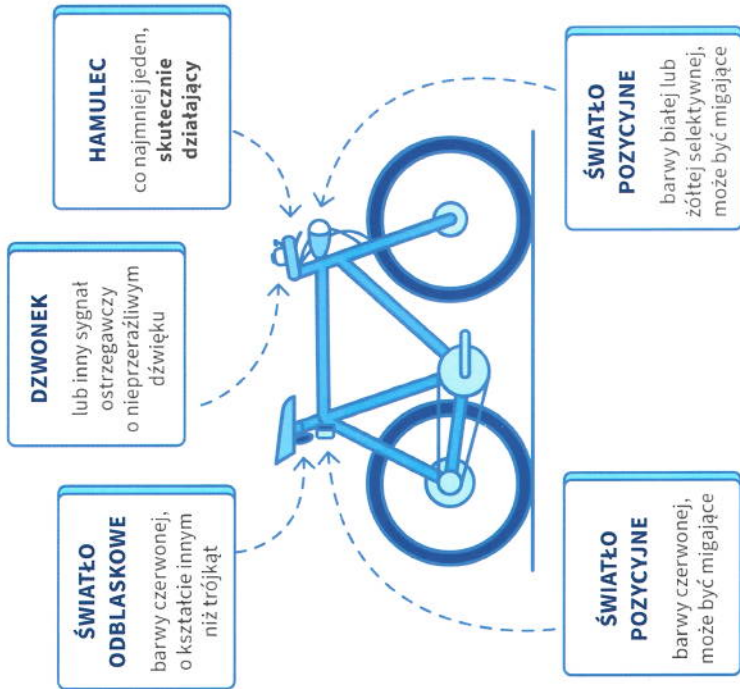 ŚWIATŁO
ODBLASKOWE
barwy czerwonej,
o kształcie innym
niż trójkąt
DZWONEK
lub inny sygnał
ostrzegawczy
o nieprzeraźliwym
dźwięku
HAMULEC
co najmniej jeden,
skutecznie
działający
ŚWIATŁO
POZYCYJNE
barwy czerwonej,
może być migające
ŚWIATŁO
POZYCYJNE
barwy białej lub
żółtej selektywnej,
może być migające